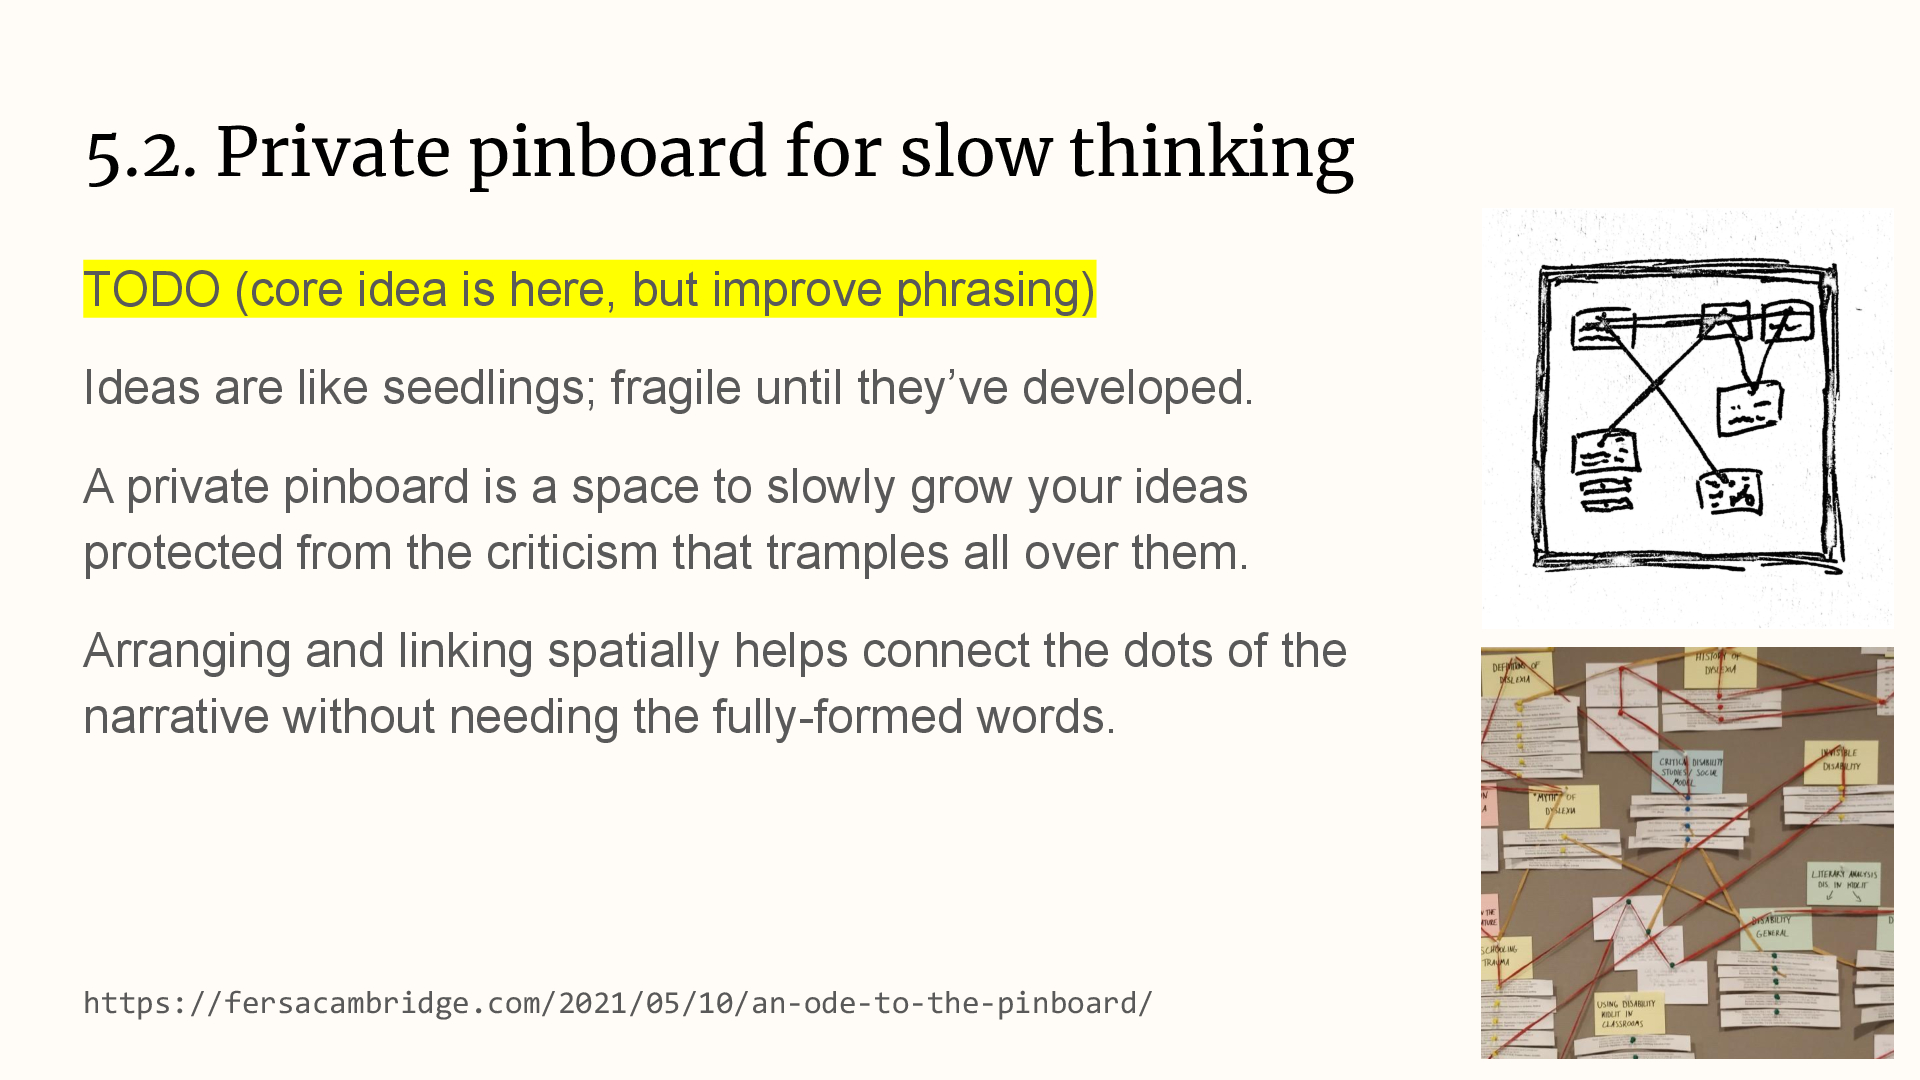 5.2. Private pinboard for slow thinking
TODO (core idea is here, but improve phrasing)
Ideas are like seedlings; fragile until they’ve developed.
A private pinboard is a space to slowly grow your ideas
protected from the criticism that tramples all over them.
Arranging and linking spatially helps connect the dots of the
narrative without needing the fully-formed words.
https://fersacambridge.com/2021/05/10/an-ode-to-the-pinboard/
DEFINITIONS OF
DYSLEXIA
HISTORY OF
DYSLEXIA
CRITICAL DISABILITY
STUDIES/ SOCIAL
MODEL
INVISIBLE
DISABILITY
"MYTH" OF
DYSLEXIA
LITERARY ANALYSIS
DIS. IN KIDLIT
DISABILITY
GENERAL
SCHOOLING
TRAUMA
USING DISABILITY
KIDLIT IN
CLASSROOMS